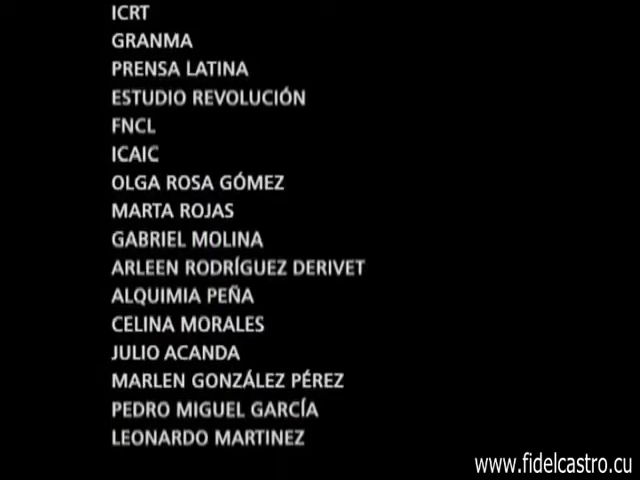 ICRT
GRANMA
PRENSA LATINA
ESTUDIO REVOLUCIÓN
FNCL
ICAIC
OLGA ROSA GÓMEZ
MARTA ROJAS
GABRIEL MOLINA
ARLEEN RODRÍGUEZ DERIVET
ALQUIMIA PEÑA
CELINA MORALES
JULIO ACANDA
MARLEN GONZÁLEZ PÉREZ
PEDRO MIGUEL GARCÍA
LEONARDO MARTINEZ
www.fidelcastro.cu